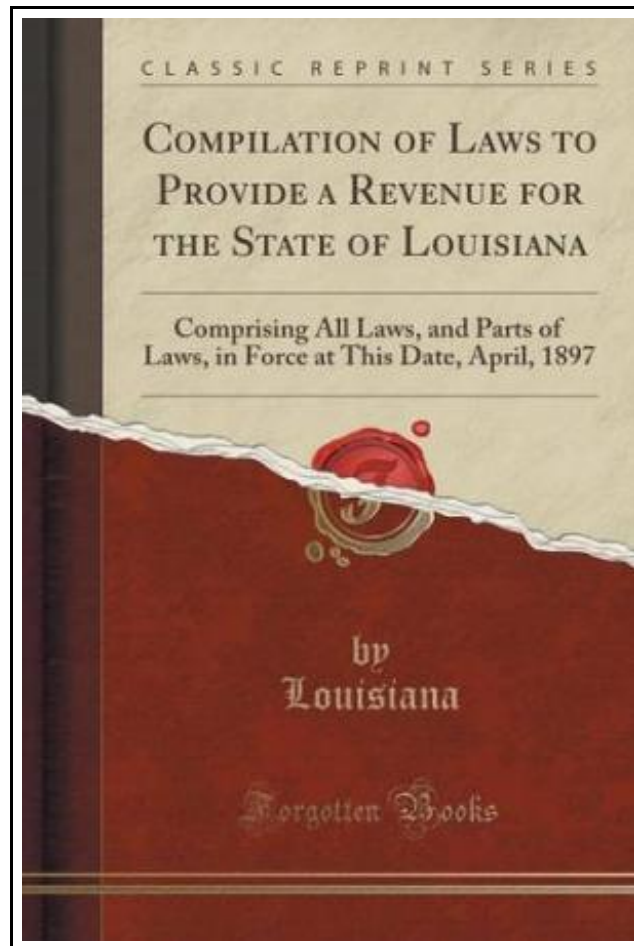 CLASSIC REPRINT SERIES
COMPILATION OF LAWS TO
PROVIDE A REVENUE FOR
THE STATE OF LOUISIANA
Comprising All Laws, and Parts of
Laws, in Force at This Date, April, 1897
by
Louisiana
Forgotten Books